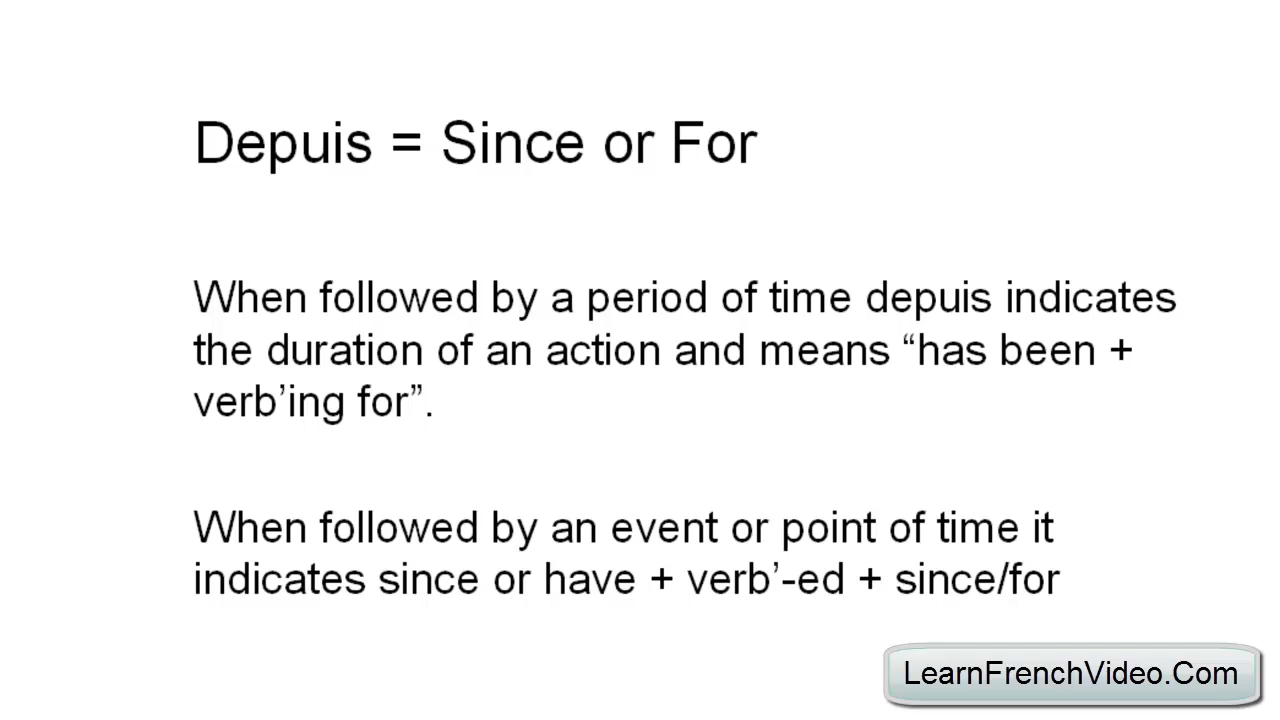 Depuis = Since or For
When followed by a period of time depuis indicates
the duration of an action and means “has been +
verb’ing for”.
When followed by an event or point of time it
indicates since or have + verb’-ed + since/for
LearnFrenchVideo.Com